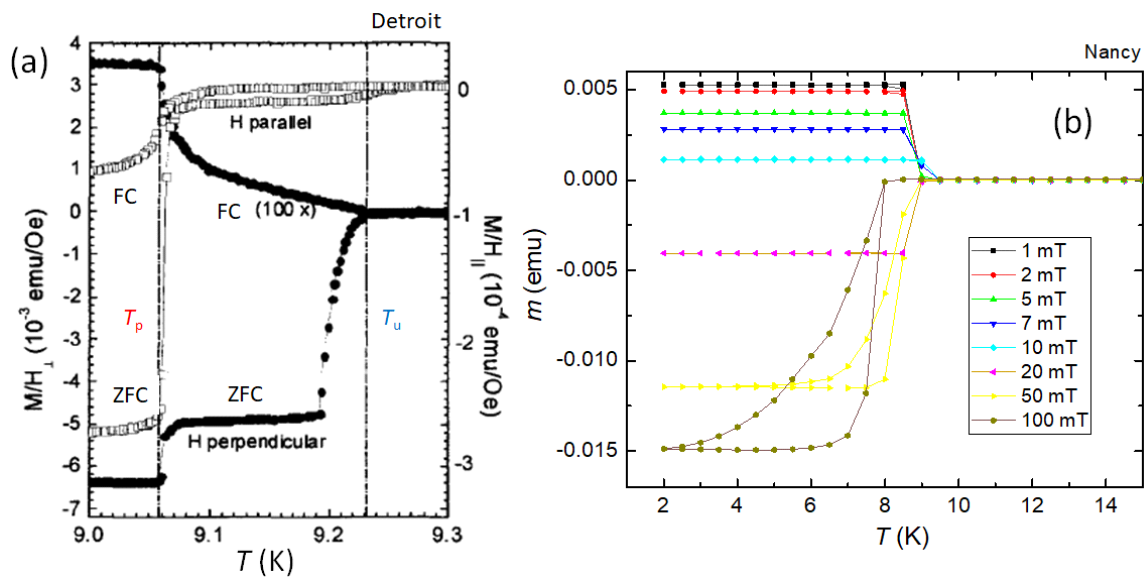 Detroit
(a)
4
3
2
1
0
-1
-2
-3
-4
-5
-6
-7
M/H⊥ (10⁻³ emu/Oe)
0
-1
-2
-3
M/H|| (10⁻⁴ emu/Oe)
H parallel
FC
FC (100 x)
Tp
Tu
ZFC
ZFC
H perpendicular
9.0 9.1 9.2 9.3
T (K)
Nancy
(b)
0.005
0.000
-0.005
-0.010
-0.015
m (emu)
1 mT
2 mT
5 mT
7 mT
10 mT
20 mT
50 mT
100 mT
2 4 6 8 10 12 14
T (K)